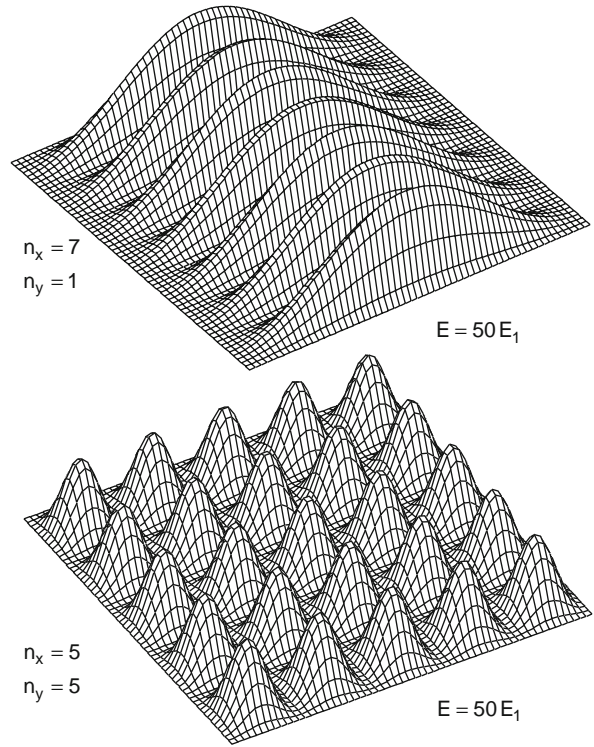 n_x = 7
n_y = 1
E = 50 E_1
n_x = 5
n_y = 5
E = 50 E_1